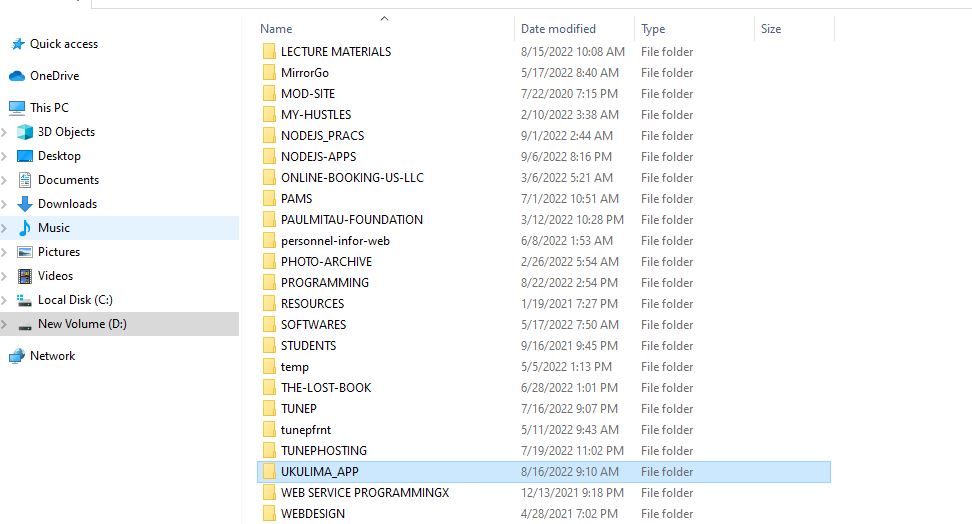 Name Date modified Type Size
Quick access
OneDrive
This PC
3D Objects
Desktop
Documents
Downloads
Music
Pictures
Videos
Local Disk (C:)
New Volume (D:)
Network
LECTURE MATERIALS 8/15/2022 10:08 AM File folder
MirrorGo 5/17/2022 8:40 AM File folder
MOD-SITE 7/22/2020 7:15 PM File folder
MY-HUSTLES 2/10/2022 3:38 AM File folder
NODEJS_PRACS 9/1/2022 2:44 AM File folder
NODEJS-APPS 9/6/2022 8:16 PM File folder
ONLINE-BOOKING-US-LLC 3/6/2022 5:21 AM File folder
PAMS 7/1/2022 10:51 AM File folder
PAULMITAU-FOUNDATION 3/12/2022 10:28 PM File folder
personnel-infor-web 6/8/2022 1:53 AM File folder
PHOTO-ARCHIVE 2/26/2022 5:54 AM File folder
PROGRAMMING 8/22/2022 2:54 PM File folder
RESOURCES 1/19/2021 7:27 PM File folder
SOFTWARES 5/17/2022 7:50 AM File folder
STUDENTS 9/16/2021 9:45 PM File folder
temp 5/5/2022 1:13 PM File folder
THE-LOST-BOOK 6/28/2022 1:01 PM File folder
TUNEP 7/16/2022 9:07 PM File folder
tunepfrnt 5/11/2022 9:43 AM File folder
TUNEPHOSTING 7/19/2022 11:02 PM File folder
UKULIMA_APP 8/16/2022 9:10 AM File folder
WEB SERVICE PROGRAMMINGX 12/13/2021 9:18 PM File folder
WEBDESIGN 4/28/2021 7:02 PM File folder